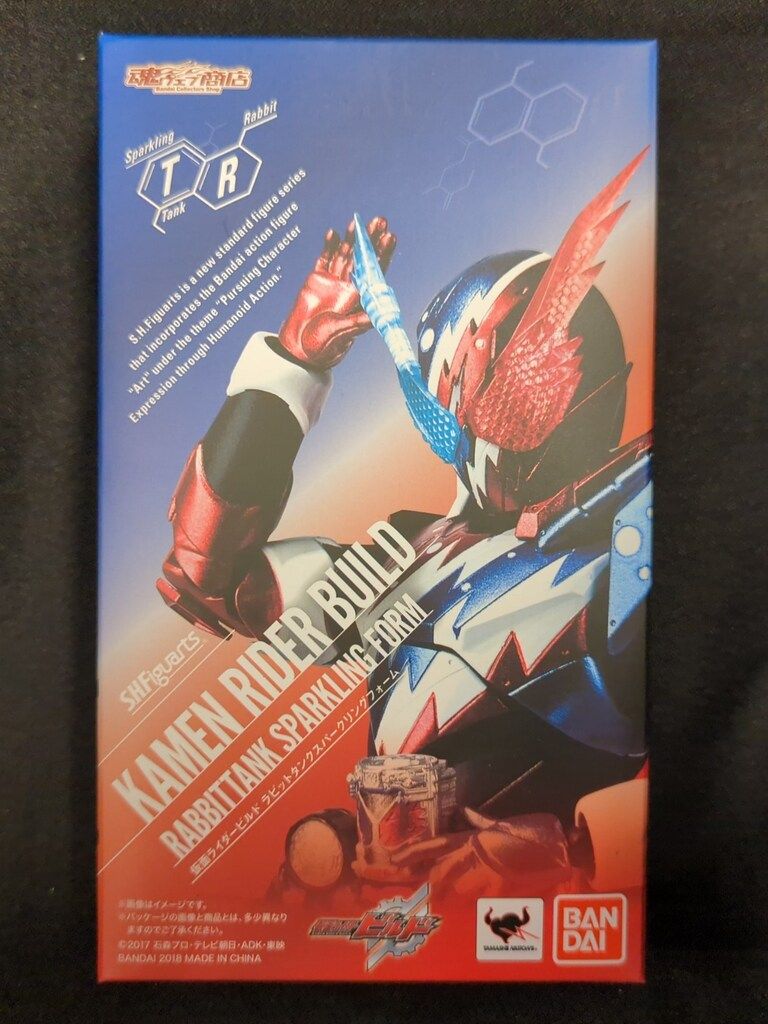 魂ウェブ商店
Bandai Collectors Shop
Sparkling
Rabbit
T
R
Tank
S.H.Figuarts is a new standard figure series
that incorporates the Bandai action figure
"Art" under the theme "Pursuing Character
Expression through Humanoid Action."
S.H.Figuarts
KAMEN RIDER BUILD
RABBITTANK SPARKLING FORM
仮面ライダービルド ラビットタンクスパークリングフォーム
※画像はイメージです。
※パッケージの画像と商品とは、多少異なり
ますのでご了承ください。
©2017 石森プロ・テレビ朝日・ADK・東映
BANDAI 2018 MADE IN CHINA
仮面ライダー
ビルド
TAMASHII NATIONS
BAN
DAI